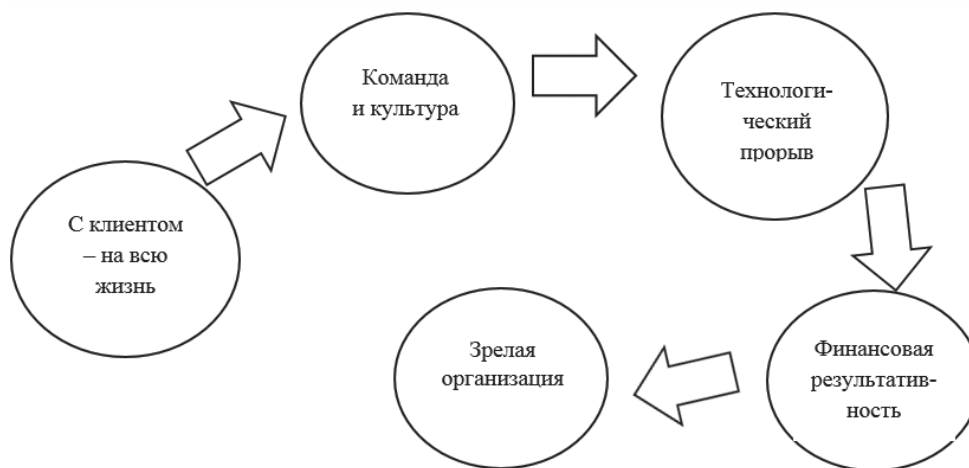 С клиентом
– на всю
жизнь
Команда
и культура
Технологи-
ческий
прорыв
Финансовая
результатив-
ность
Зрелая
организация